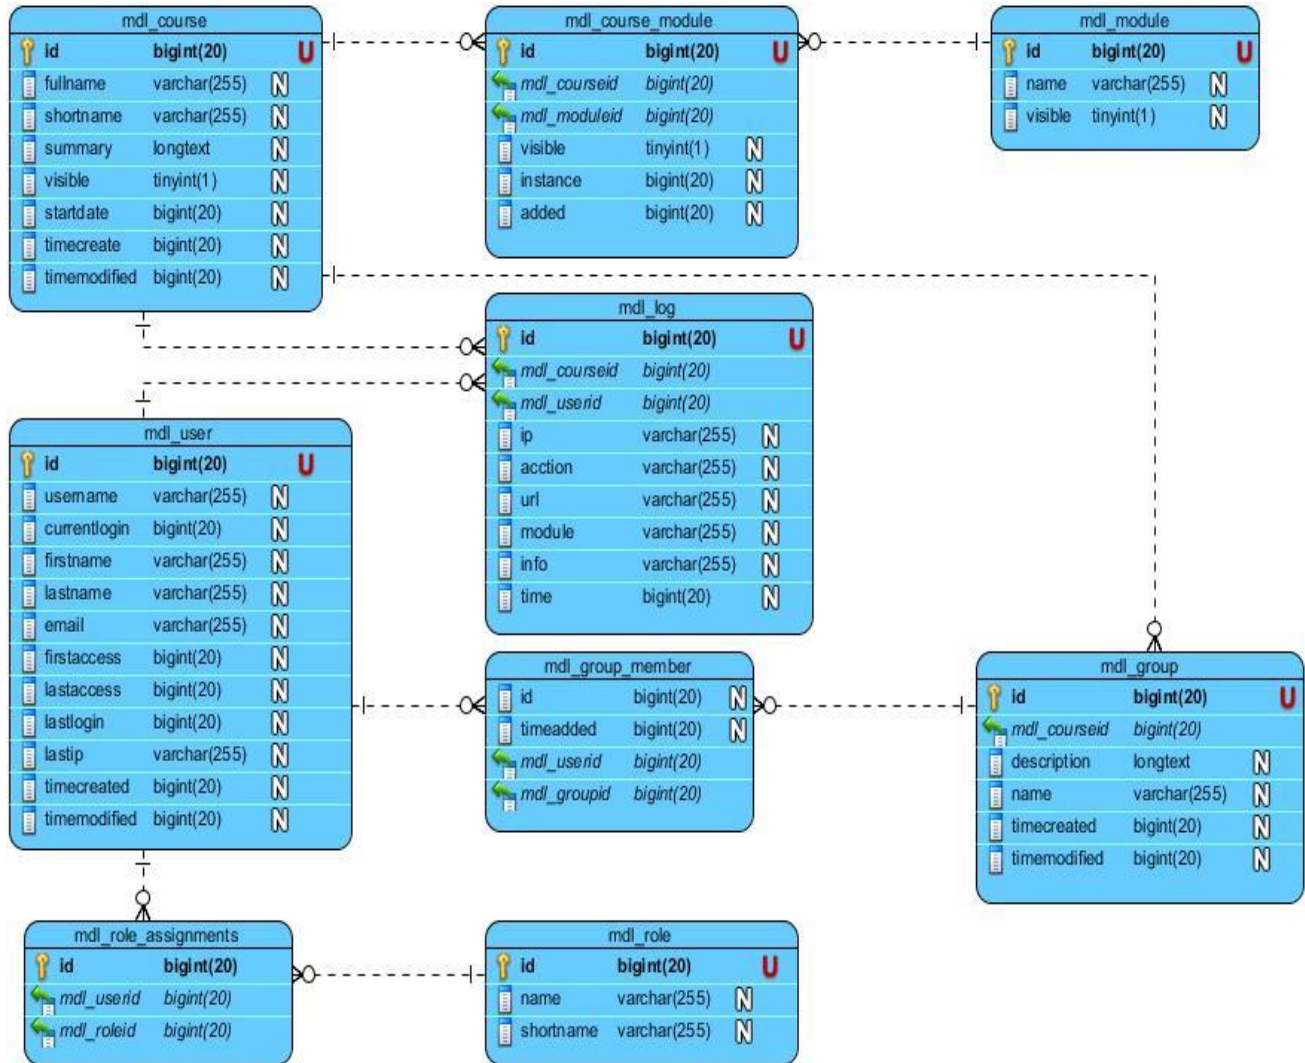 mdl_course
id bigint(20) U
fullname varchar(255) N
shortname varchar(255) N
summary longtext N
visible tinyint(1) N
startdate bigint(20) N
timecreate bigint(20) N
timemodified bigint(20) N
mdl_course_module
id bigint(20) U
mdl_courseid bigint(20)
mdl_moduleid bigint(20)
visible tinyint(1) N
instance bigint(20) N
added bigint(20) N
mdl_module
id bigint(20) U
name varchar(255) N
visible tinyint(1) N
mdl_log
id bigint(20) U
mdl_courseid bigint(20)
mdl_userid bigint(20)
ip varchar(255) N
acction varchar(255) N
url varchar(255) N
module varchar(255) N
info varchar(255) N
time bigint(20) N
mdl_user
id bigint(20) U
username varchar(255) N
currentlogin bigint(20) N
firstname varchar(255) N
lastname varchar(255) N
email varchar(255) N
firstaccess bigint(20) N
lastaccess bigint(20) N
lastlogin bigint(20) N
lastip varchar(255) N
timecreated bigint(20) N
timemodified bigint(20) N
mdl_group_member
id bigint(20) N
timeadded bigint(20) N
mdl_userid bigint(20)
mdl_groupid bigint(20)
mdl_group
id bigint(20) U
mdl_courseid bigint(20)
description longtext N
name varchar(255) N
timecreated bigint(20) N
timemodified bigint(20) N
mdl_role_assignments
id bigint(20)
mdl_userid bigint(20)
mdl_roleid bigint(20)
mdl_role
id bigint(20) U
name varchar(255) N
shortname varchar(255) N